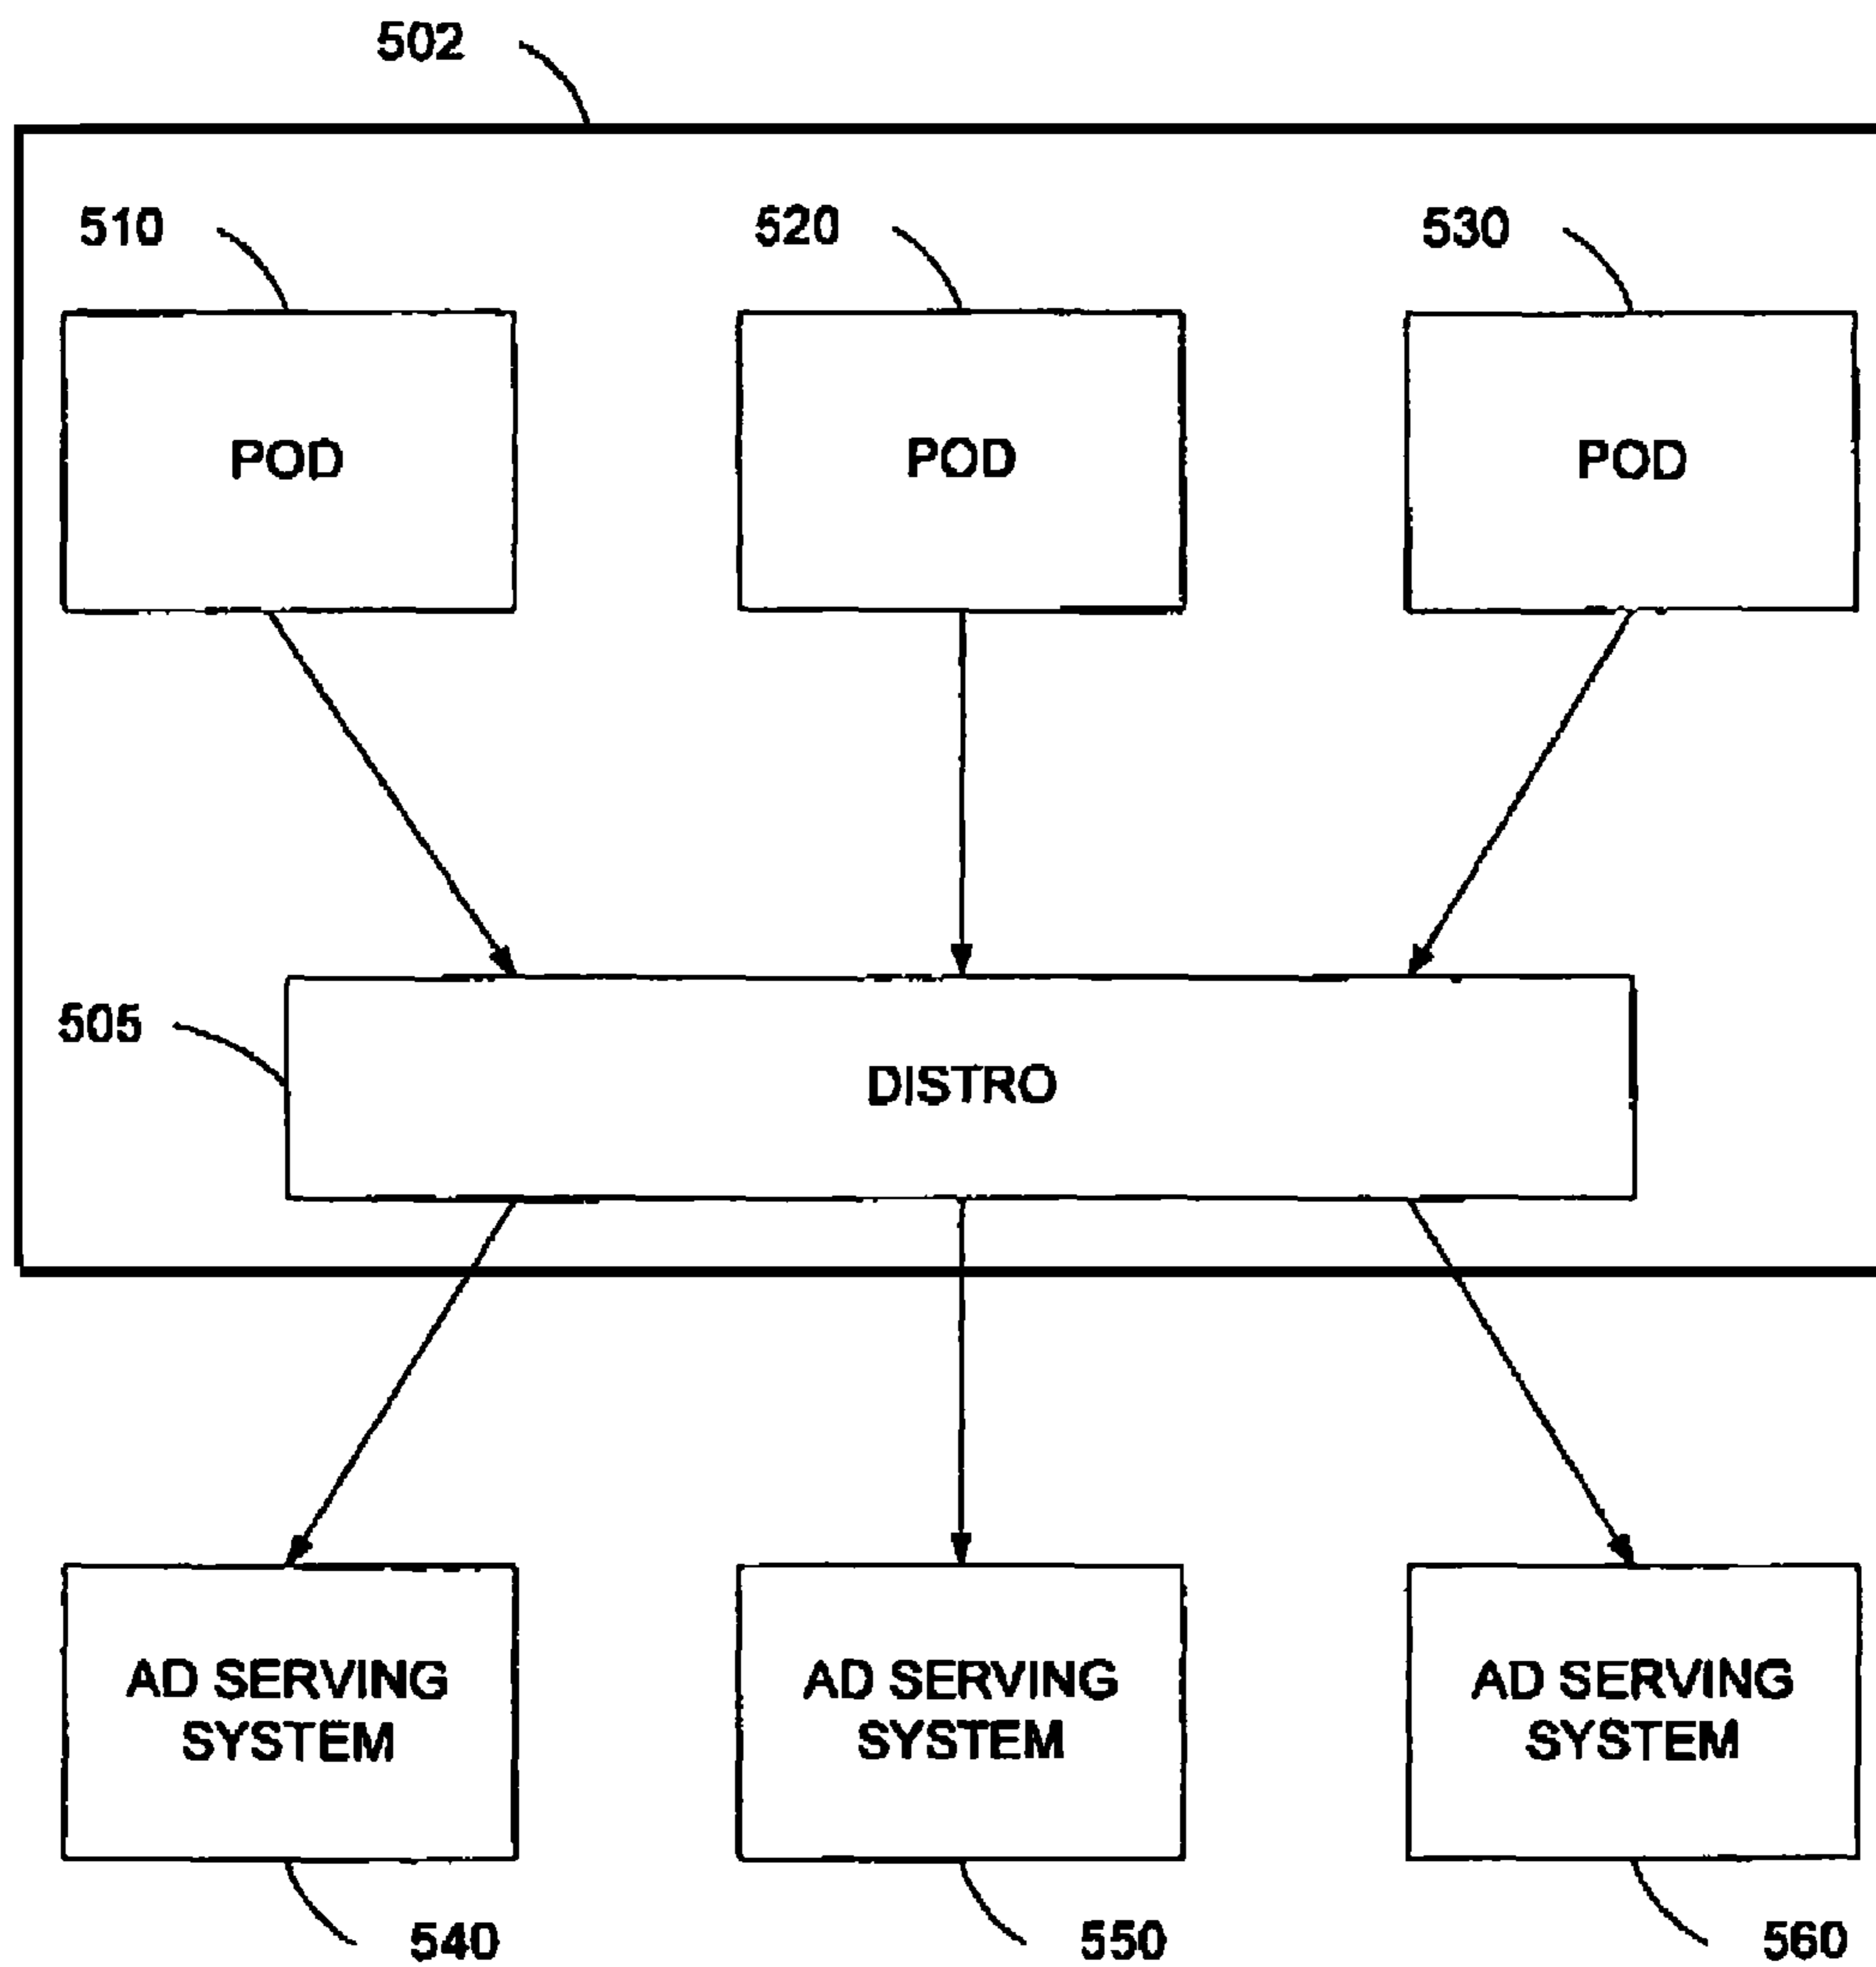 502
510
520
530
POD
POD
POD
505
DISTRO
AD SERVING
SYSTEM
AD SERVING
SYSTEM
AD SERVING
SYSTEM
540
550
560